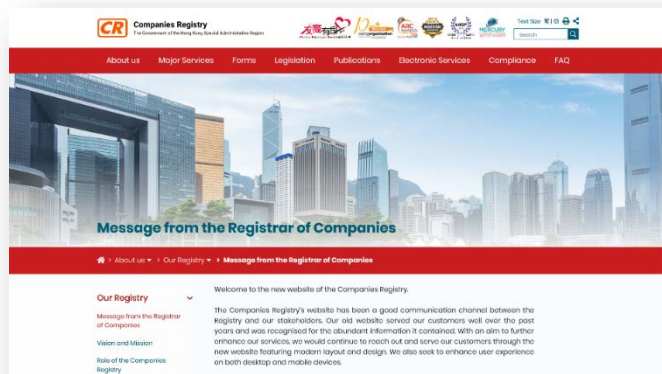 CR
Companies Registry
The Government of the Hong Kong Special Administrative Region
Text Size
Search
About us Major Services Forms Legislation Publications Electronic Services Compliance FAQ
Message from the Registrar of Companies
> About us > Our Registry > Message from the Registrar of Companies
Our Registry
Message from the Registrar
of Companies
Vision and Mission
Role of the Companies
Registry
Welcome to the new website of the Companies Registry.
The Companies Registry's website has been a good communication channel between the
Registry and our stakeholders. Our old website served our customers well over the past
years and was recognised for the abundant information it contained. With an aim to further
enhance our services, we would continue to reach out and serve our customers through the
new website featuring modern layout and design. We also seek to enhance user experience
on both desktop and mobile devices.